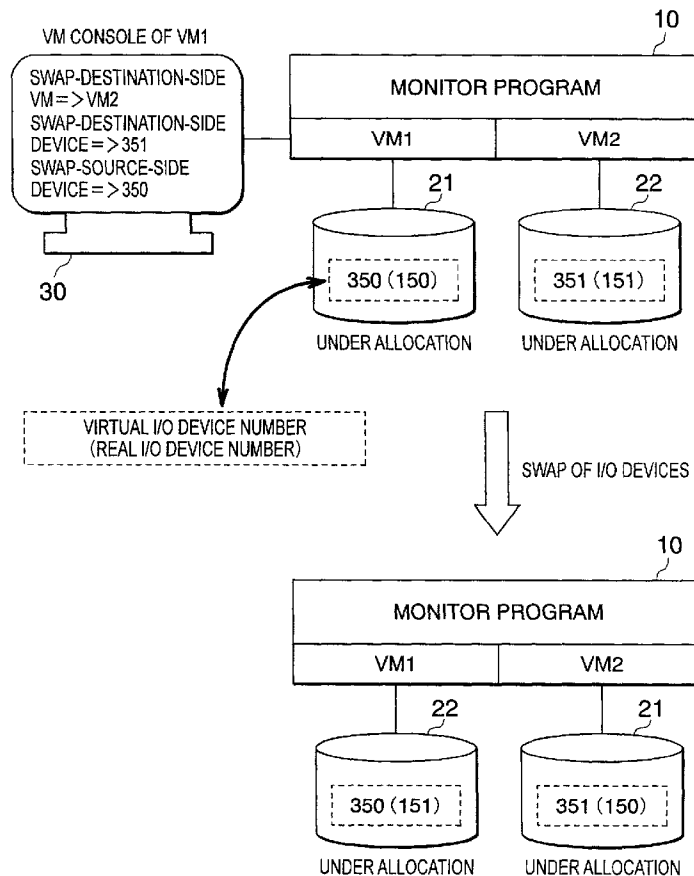 VM CONSOLE OF VM1
SWAP-DESTINATION-SIDE
VM=>VM2
SWAP-DESTINATION-SIDE
DEVICE=>351
SWAP-SOURCE-SIDE
DEVICE=>350
30
10
MONITOR PROGRAM
VM1
VM2
21
22
350 (150)
351 (151)
UNDER ALLOCATION
UNDER ALLOCATION
VIRTUAL I/O DEVICE NUMBER
(REAL I/O DEVICE NUMBER)
SWAP OF I/O DEVICES
10
MONITOR PROGRAM
VM1
VM2
22
21
350 (151)
351 (150)
UNDER ALLOCATION
UNDER ALLOCATION